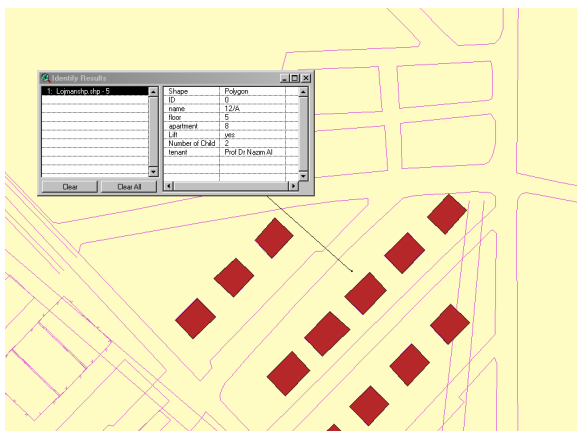 Identify Results
1: Lojmanshp.shp - 5
Shape Polygon
ID 0
name 12/A
floor 5
apartment 8
Lift yes
Number of Child 2
tenant Prof Dr Nazım Al
Clear Clear All